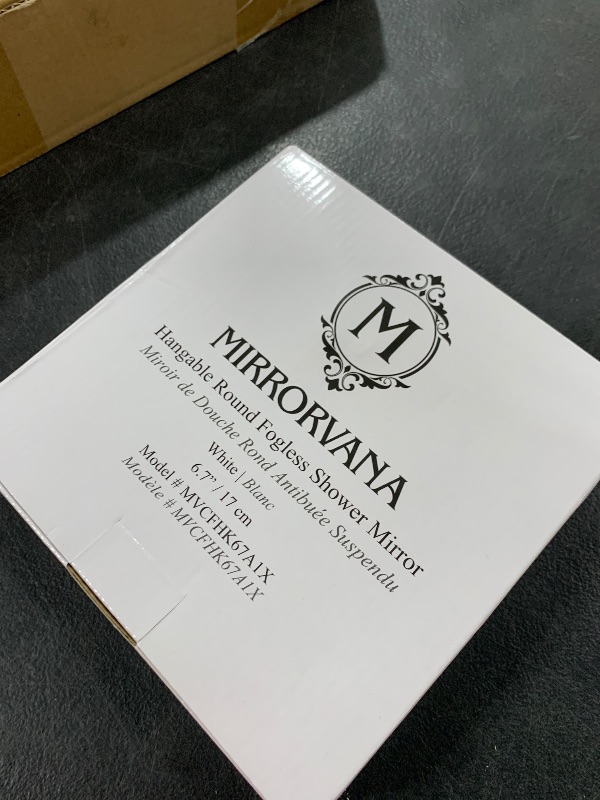 M
MIRRORVANA
Hangable Round Fogless Shower Mirror
Miroir de Douche Rond Antibuée Suspendu
White | Blanc
6.7” / 17 cm
Model # MVCFHK67A1X
Modèle # MVCFHK67A1X